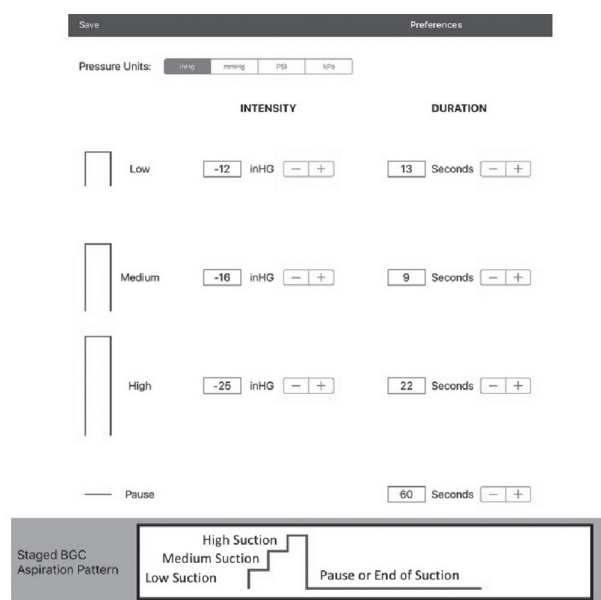 Save Preferences
Pressure Units: inHg mmHg PSI kPa
INTENSITY DURATION
Low -12 inHG − + 13 Seconds − +
Medium -16 inHG − + 9 Seconds − +
High -25 inHG − + 22 Seconds − +
Pause 60 Seconds − +
High Suction
Staged BGC Medium Suction
Aspiration Pattern Low Suction Pause or End of Suction